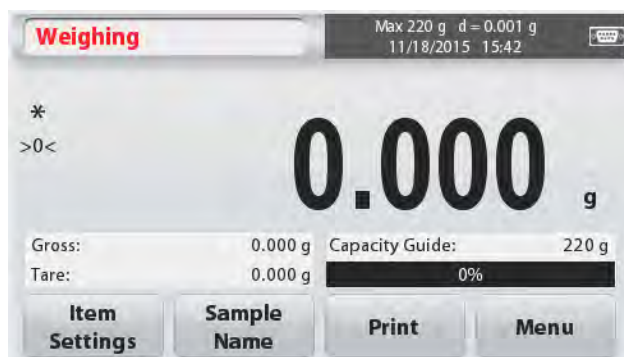 Weighing
Max 220 g d = 0.001 g
11/18/2015 15:42
*
>0<
0.000 g
Gross: 0.000 g
Tare: 0.000 g
Capacity Guide: 220 g
0%
Item
Settings
Sample
Name
Print
Menu